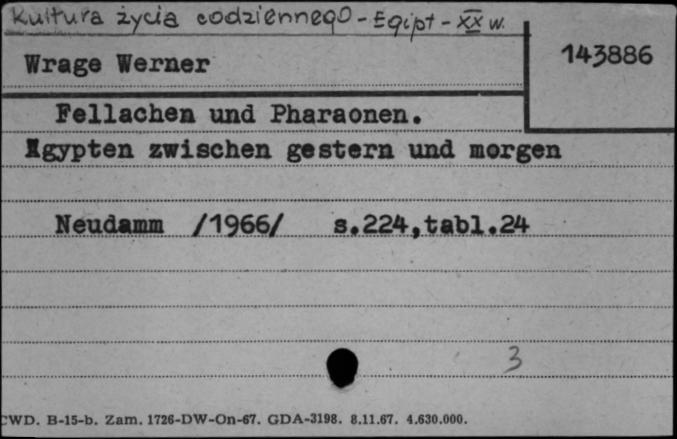 Kultura życia codziennego - Egipt - XX w.
143886
Wrage Werner
Fellachen und Pharaonen.
Ägypten zwischen gestern und morgen
Neudamm /1966/ s.224,tabl.24
3
CWD. B-15-b. Zam. 1726-DW-On-67. GDA-3198. 8.11.67. 4.630.000.